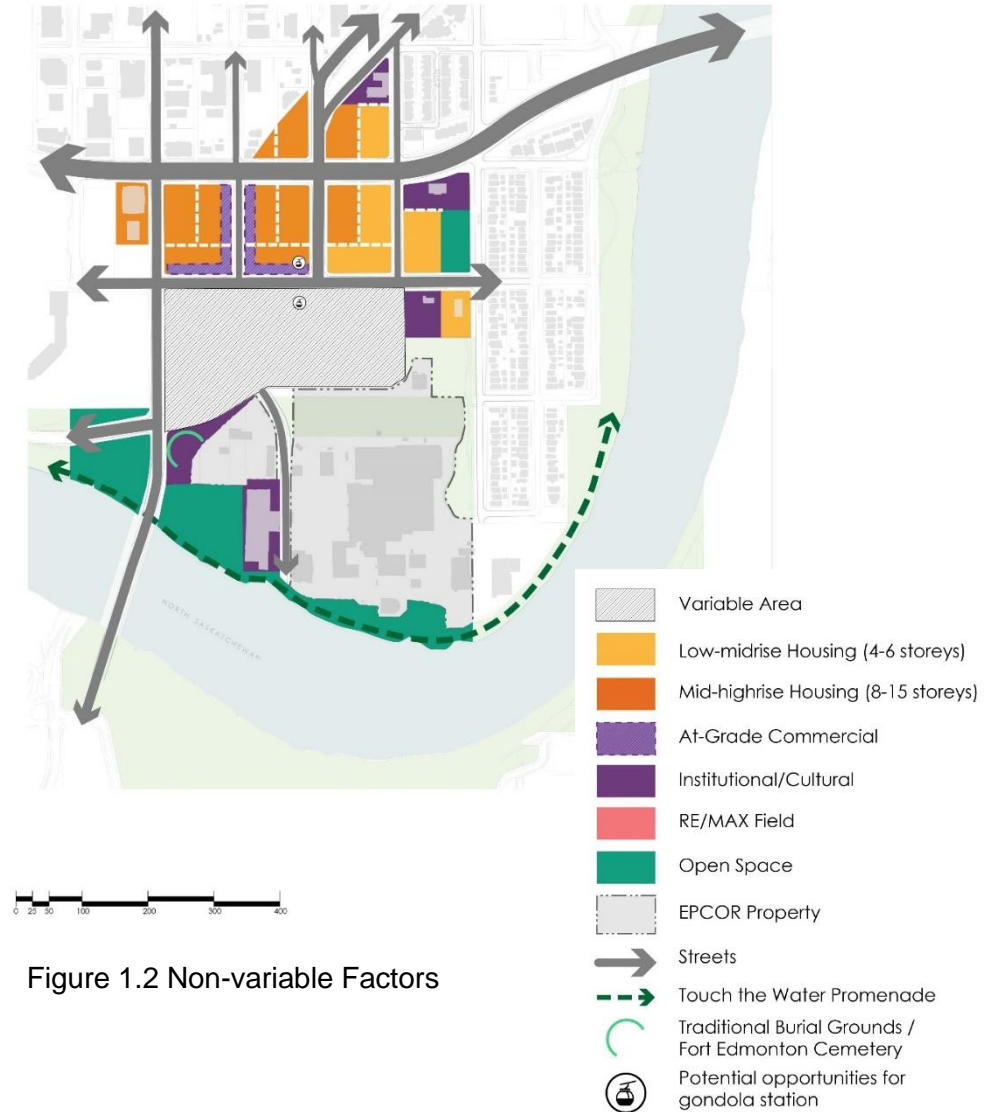 NORTH SASKATCHEWAN
Variable Area
Low-midrise Housing (4-6 storeys)
Mid-highrise Housing (8-15 storeys)
At-Grade Commercial
Institutional/Cultural
RE/MAX Field
Open Space
EPCOR Property
Streets
Touch the Water Promenade
Traditional Burial Grounds /
Fort Edmonton Cemetery
Potential opportunities for
gondola station
0 25 50 100 200 300 400
Figure 1.2 Non-variable Factors